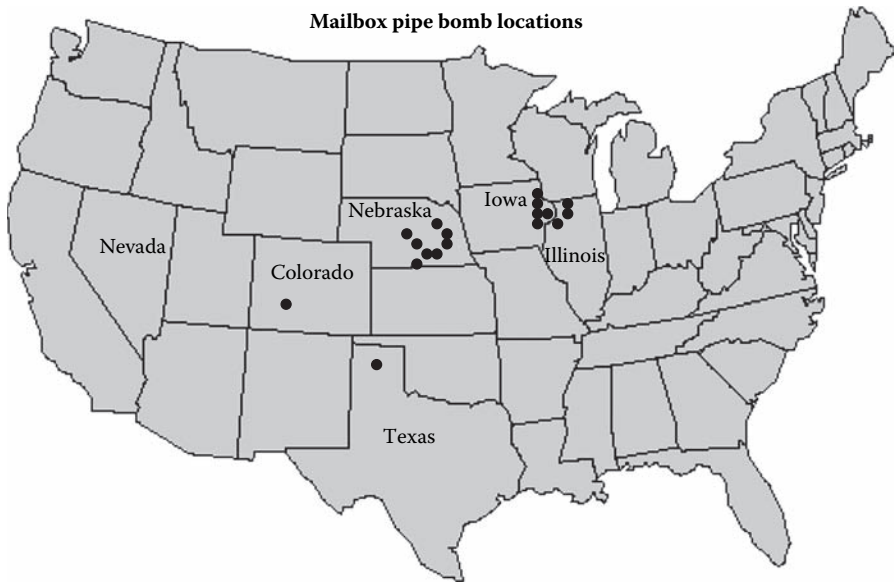 Mailbox pipe bomb locations
Nebraska
Iowa
Nevada
Illinois
Colorado
Texas